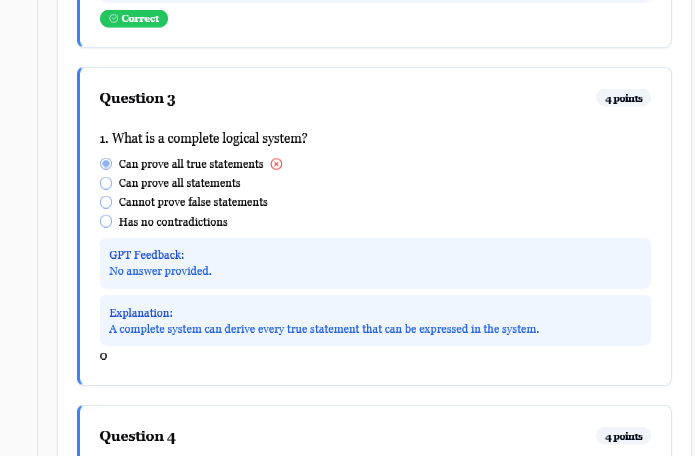 Correct
Question 3
4 points
1. What is a complete logical system?
Can prove all true statements
Can prove all statements
Cannot prove false statements
Has no contradictions
GPT Feedback:
No answer provided.
Explanation:
A complete system can derive every true statement that can be expressed in the system.
0
Question 4
4 points